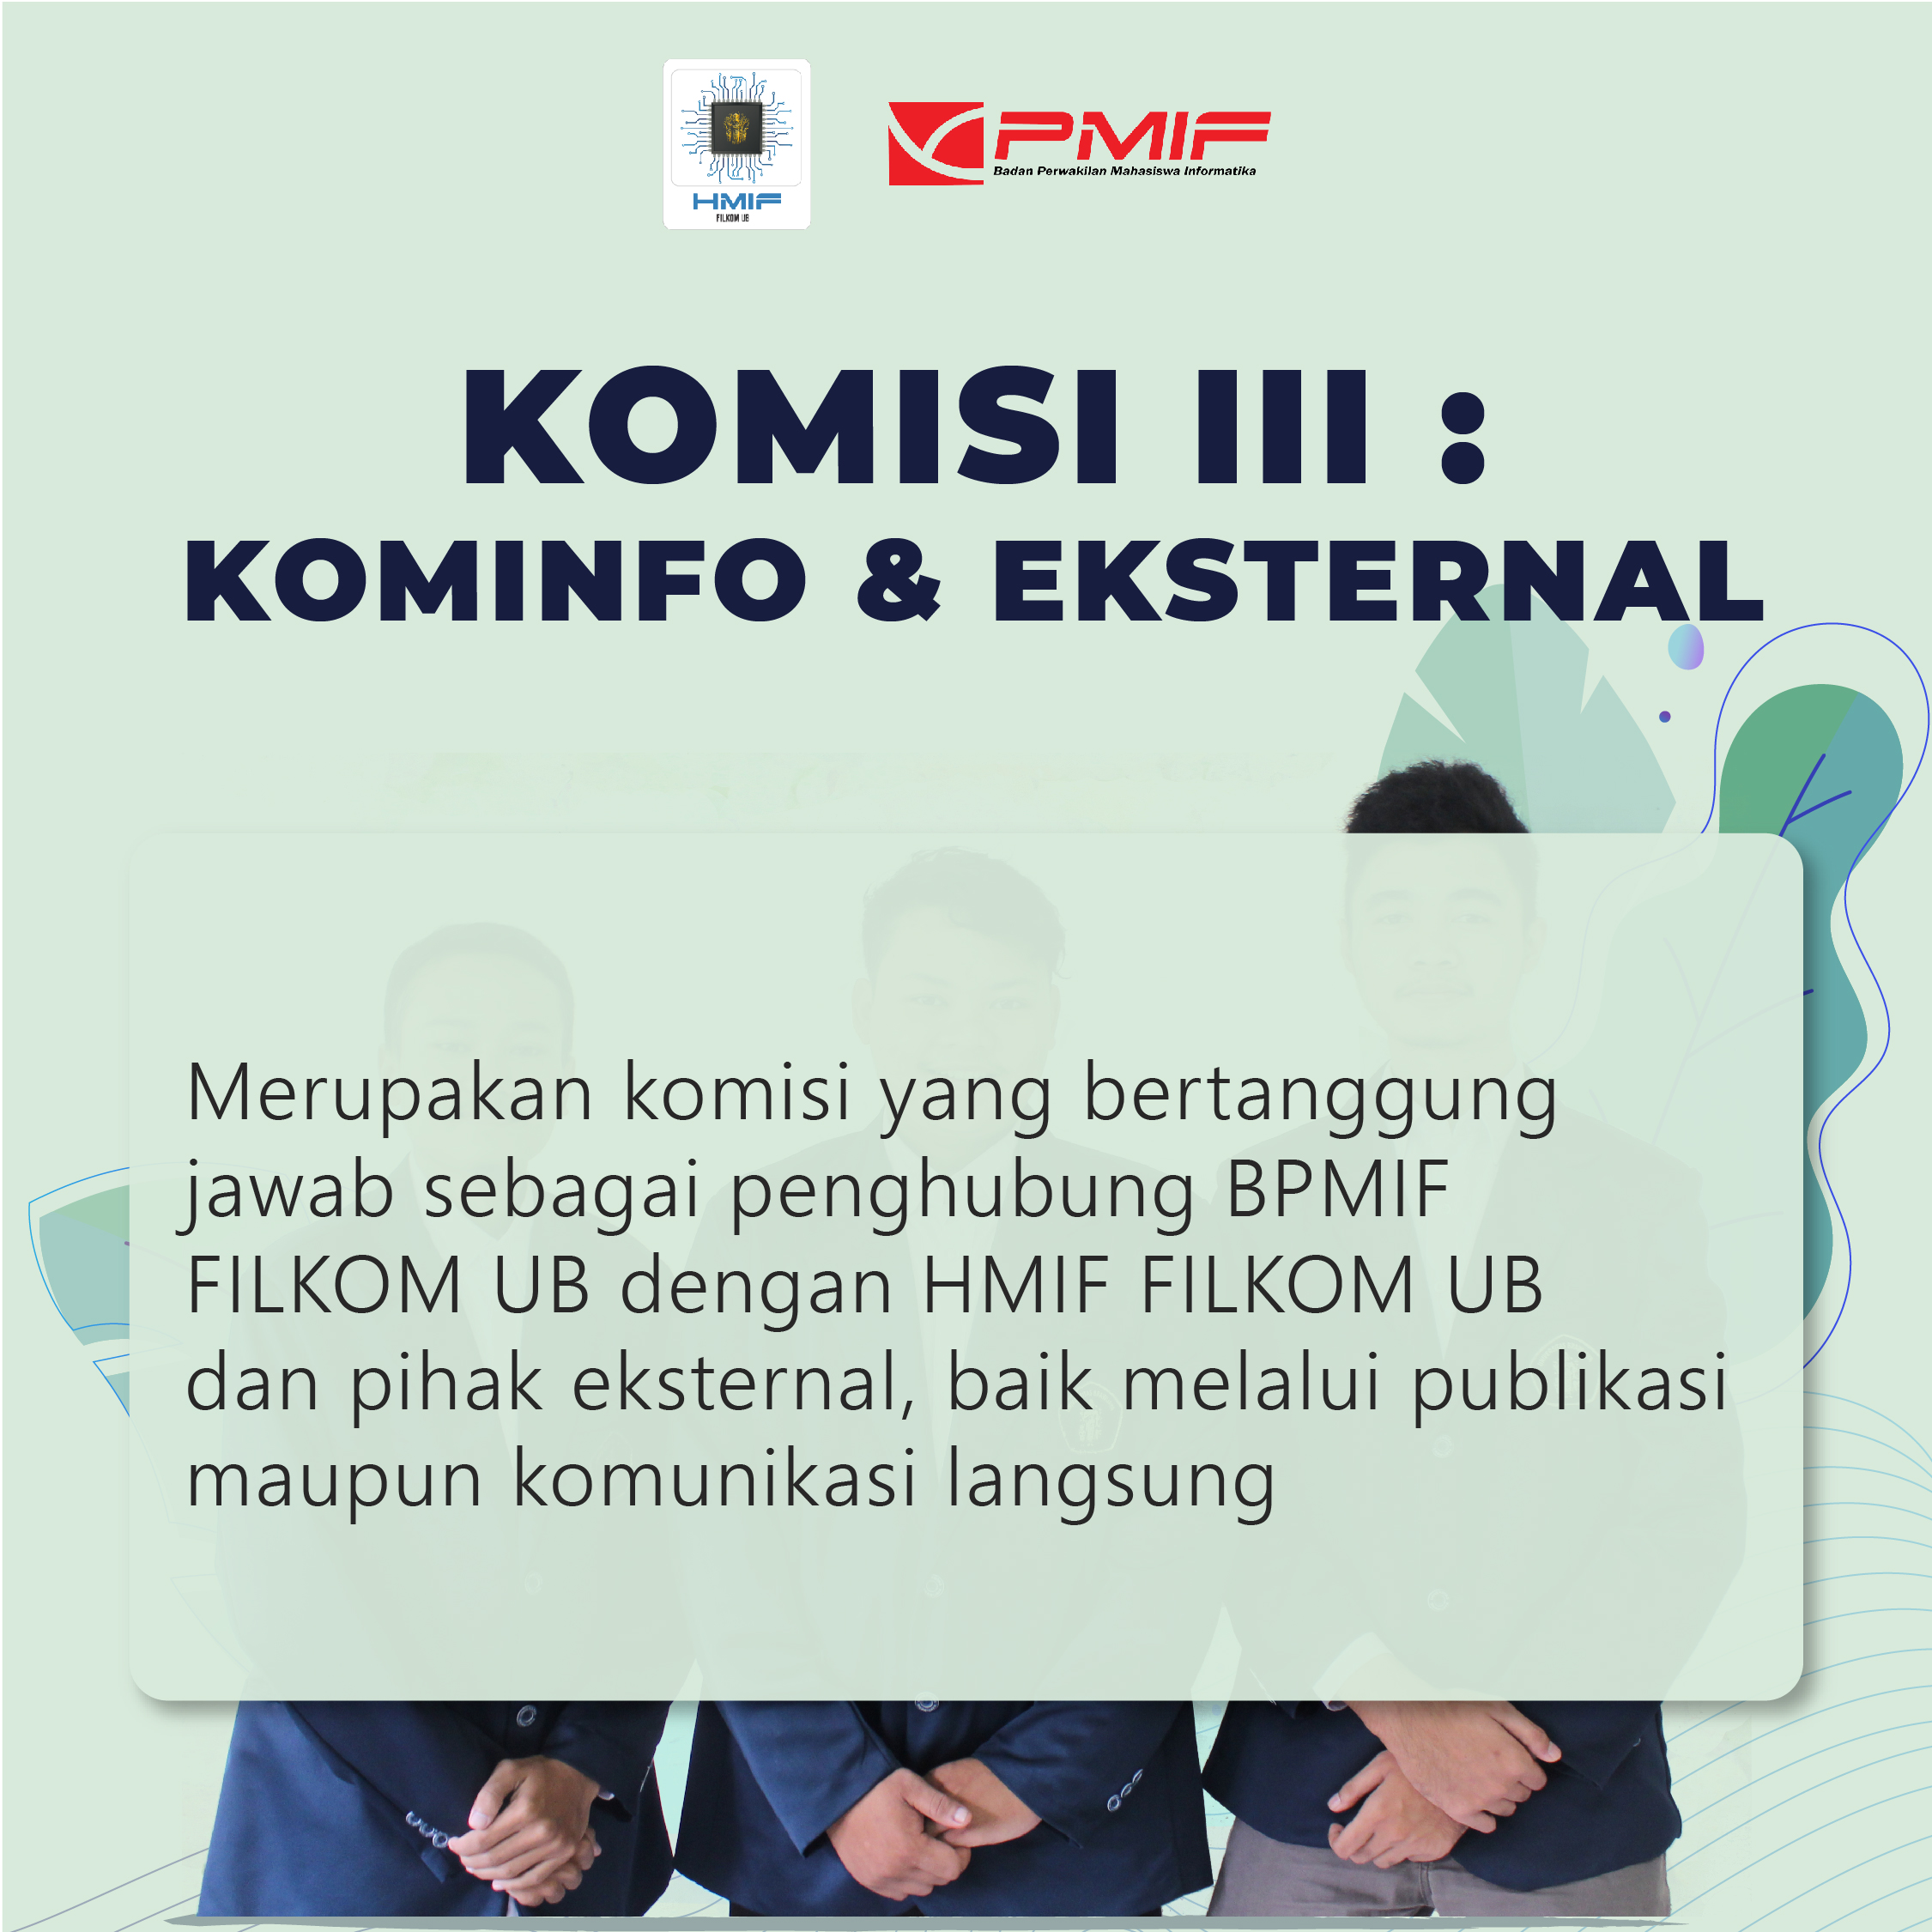 HMIF
FILKOM UB
BPMIF
Badan Perwakilan Mahasiswa Informatika
KOMISI III :
KOMINFO & EKSTERNAL
Merupakan komisi yang bertanggung
jawab sebagai penghubung BPMIF
FILKOM UB dengan HMIF FILKOM UB
dan pihak eksternal, baik melalui publikasi
maupun komunikasi langsung